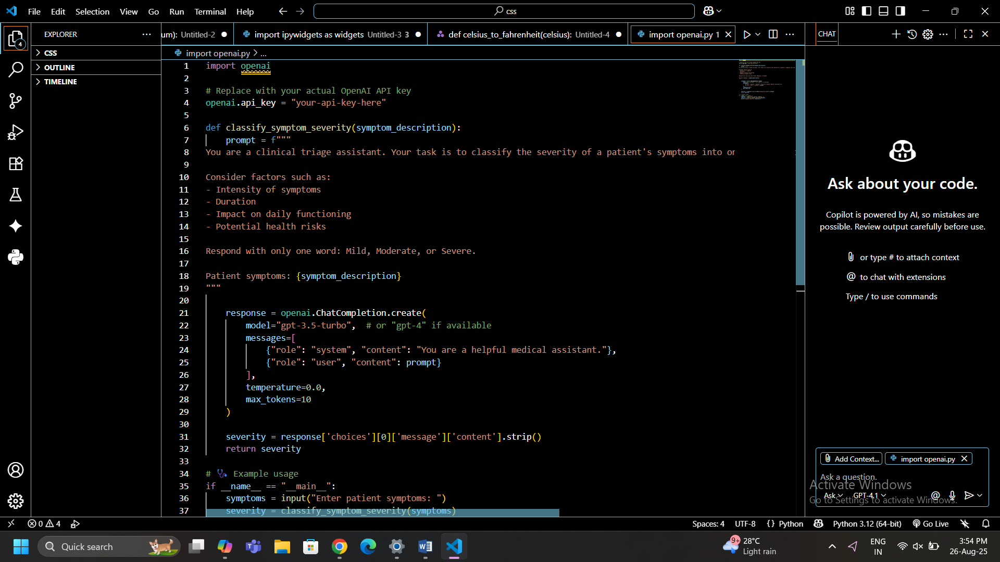 File Edit Selection View Go Run Terminal Help
css
EXPLORER
um): Untitled-2
import ipywidgets as widgets Untitled-3 3
def celsius_to_fahrenheit(celsius): Untitled-4
import openai.py 1
CHAT
4
CSS
OUTLINE
TIMELINE
import openai.py > ...
1 import openai
2
3 # Replace with your actual OpenAI API key
4 openai.api_key = "your-api-key-here"
5
6 def classify_symptom_severity(symptom_description):
7 prompt = f"""
8 You are a clinical triage assistant. Your task is to classify the severity of a patient's symptoms into or
9
10 Consider factors such as:
11 - Intensity of symptoms
12 - Duration
13 - Impact on daily functioning
14 - Potential health risks
15
16 Respond with only one word: Mild, Moderate, or Severe.
17
18 Patient symptoms: {symptom_description}
19 """
20
21 response = openai.ChatCompletion.create(
22 model="gpt-3.5-turbo", # or "gpt-4" if available
23 messages=[
24 {"role": "system", "content": "You are a helpful medical assistant."},
25 {"role": "user", "content": prompt}
26 ],
27 temperature=0.0,
28 max_tokens=10
29 )
30
31 severity = response['choices'][0]['message']['content'].strip()
32 return severity
33
34 # 🩺 Example usage
35 if __name__ == "__main__":
36 symptoms = input("Enter patient symptoms: ")
37 severity = classify_symptom_severity(symptoms)
Ask about your code.
Copilot is powered by AI, so mistakes are
possible. Review output carefully before use.
or type # to attach context
@ to chat with extensions
Type / to use commands
Add Context...
import openai.py
Ask a question.
Activate Windows
Ask
GPT-4.1
Go to Settings to activate Windows.
0 4
Spaces: 4 UTF-8 {} Python
Python 3.12 (64-bit)
Go Live
Quick search
9+
28°C
Light rain
ENG
IN
3:54 PM
26-Aug-25